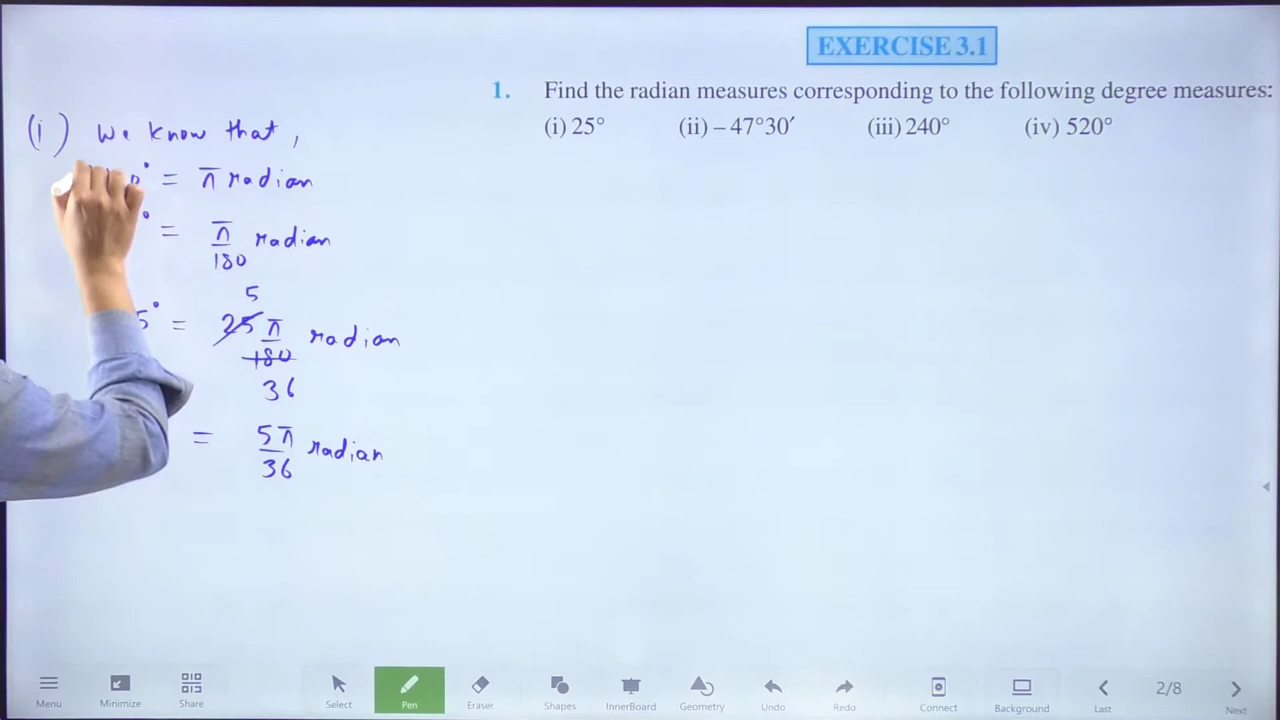 EXERCISE 3.1
1. Find the radian measures corresponding to the following degree measures:
(i) 25° (ii) – 47°30′ (iii) 240° (iv) 520°
(i) We know that,
° = π radian
° = π/180 radian
5
5° = 25π/180 radian
36
= 5π/36 radian
Menu Minimize Share Select Pen Eraser Shapes InnerBoard Geometry Undo Redo Connect Background Last 2/8 Next